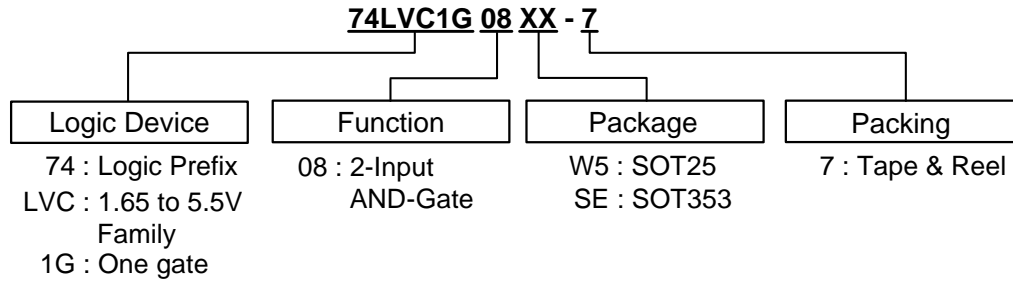 74LVC1G 08 XX - 7
Logic Device
74 : Logic Prefix
LVC : 1.65 to 5.5V
Family
1G : One gate
Function
08 : 2-Input
AND-Gate
Package
W5 : SOT25
SE : SOT353
Packing
7 : Tape & Reel